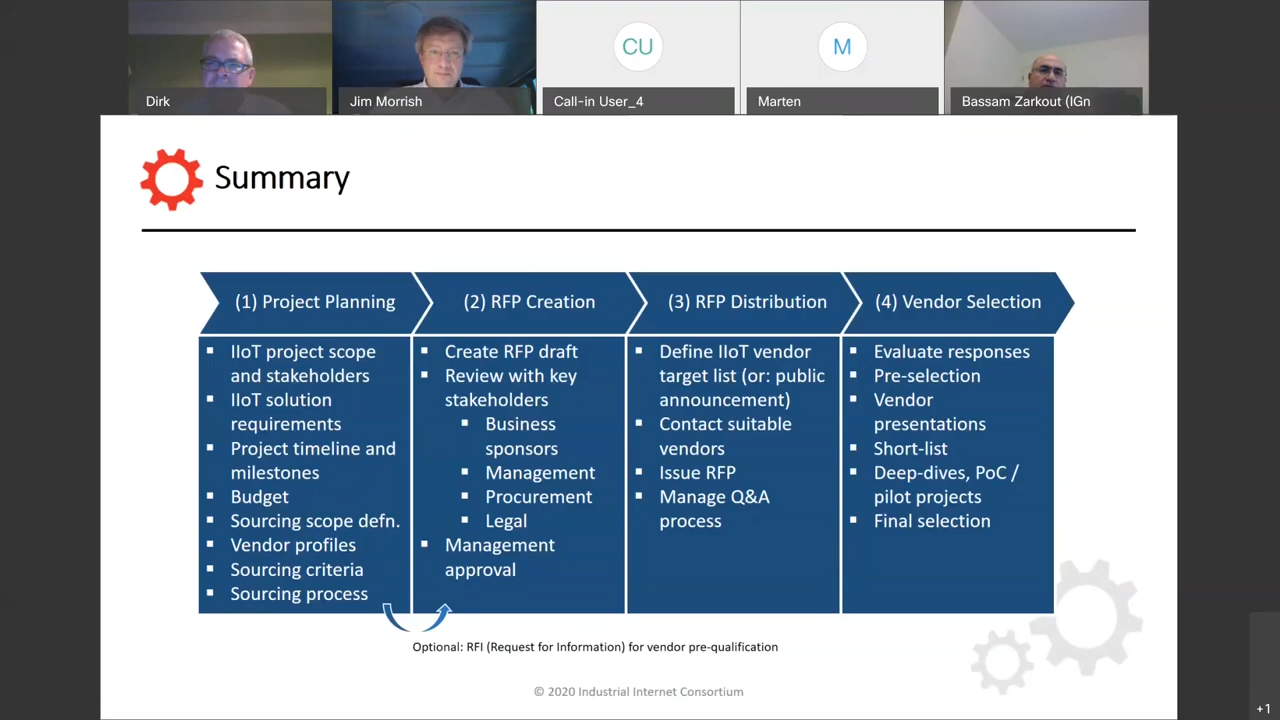 CU
M
Dirk
Jim Morrish
Call-in User_4
Marten
Bassam Zarkout (IGn
Summary
(1) Project Planning
(2) RFP Creation
(3) RFP Distribution
(4) Vendor Selection
▪ IIoT project scope
and stakeholders
▪ IIoT solution
requirements
▪ Project timeline and
milestones
▪ Budget
▪ Sourcing scope defn.
▪ Vendor profiles
▪ Sourcing criteria
▪ Sourcing process
▪ Create RFP draft
▪ Review with key
stakeholders
▪ Business
sponsors
▪ Management
▪ Procurement
▪ Legal
▪ Management
approval
▪ Define IIoT vendor
target list (or: public
announcement)
▪ Contact suitable
vendors
▪ Issue RFP
▪ Manage Q&A
process
▪ Evaluate responses
▪ Pre-selection
▪ Vendor
presentations
▪ Short-list
▪ Deep-dives, PoC /
pilot projects
▪ Final selection
Optional: RFI (Request for Information) for vendor pre-qualification
© 2020 Industrial Internet Consortium
+1